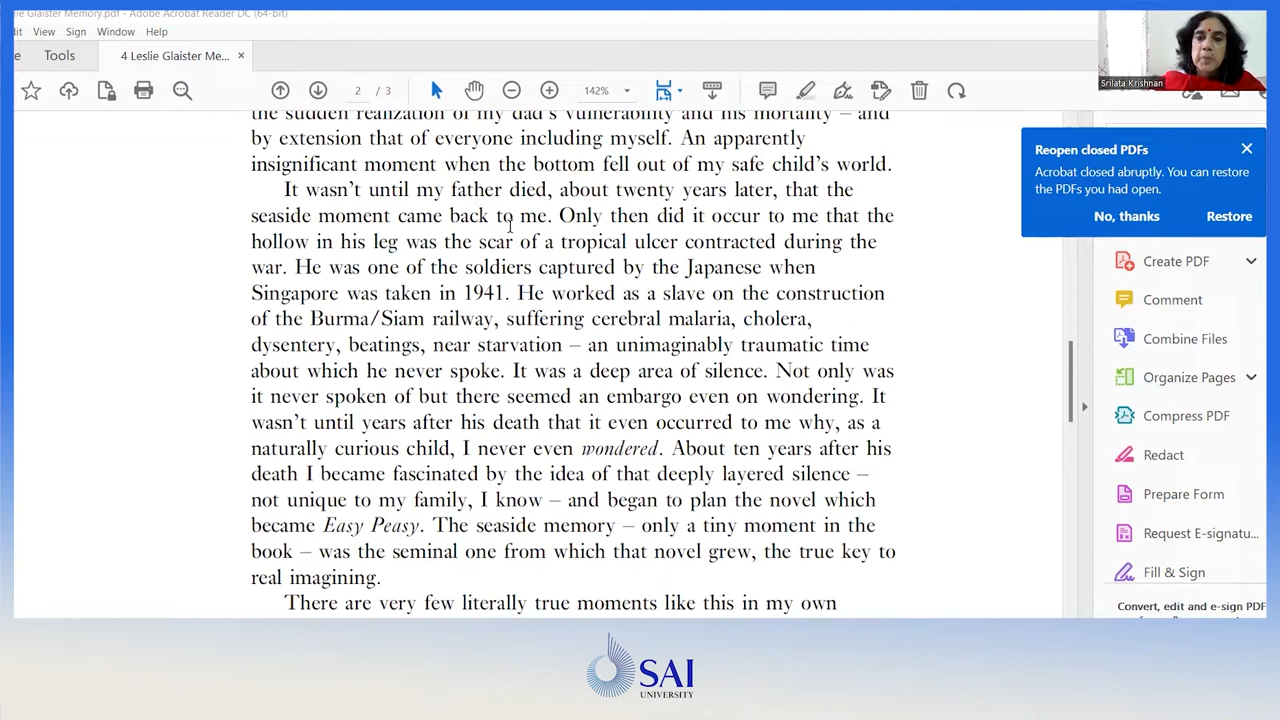 lie Glaister Memory.pdf - Adobe Acrobat Reader DC (64-bit)
it View Sign Window Help
e Tools 4 Leslie Glaister Me... ×
2 / 3 142%
Srilata Krishnan
the sudden realization of my dad's vulnerability and his mortality – and
by extension that of everyone including myself. An apparently
insignificant moment when the bottom fell out of my safe child's world.
It wasn't until my father died, about twenty years later, that the
seaside moment came back to me. Only then did it occur to me that the
hollow in his leg was the scar of a tropical ulcer contracted during the
war. He was one of the soldiers captured by the Japanese when
Singapore was taken in 1941. He worked as a slave on the construction
of the Burma/Siam railway, suffering cerebral malaria, cholera,
dysentery, beatings, near starvation – an unimaginably traumatic time
about which he never spoke. It was a deep area of silence. Not only was
it never spoken of but there seemed an embargo even on wondering. It
wasn't until years after his death that it even occurred to me why, as a
naturally curious child, I never even wondered. About ten years after his
death I became fascinated by the idea of that deeply layered silence –
not unique to my family, I know – and began to plan the novel which
became Easy Peasy. The seaside memory – only a tiny moment in the
book – was the seminal one from which that novel grew, the true key to
real imagining.
There are very few literally true moments like this in my own
Reopen closed PDFs
Acrobat closed abruptly. You can restore
the PDFs you had open.
No, thanks Restore
Create PDF
Comment
Combine Files
Organize Pages
Compress PDF
Redact
Prepare Form
Request E-signatu...
Fill & Sign
Convert, edit and e-sign PDF
SAI
UNIVERSITY